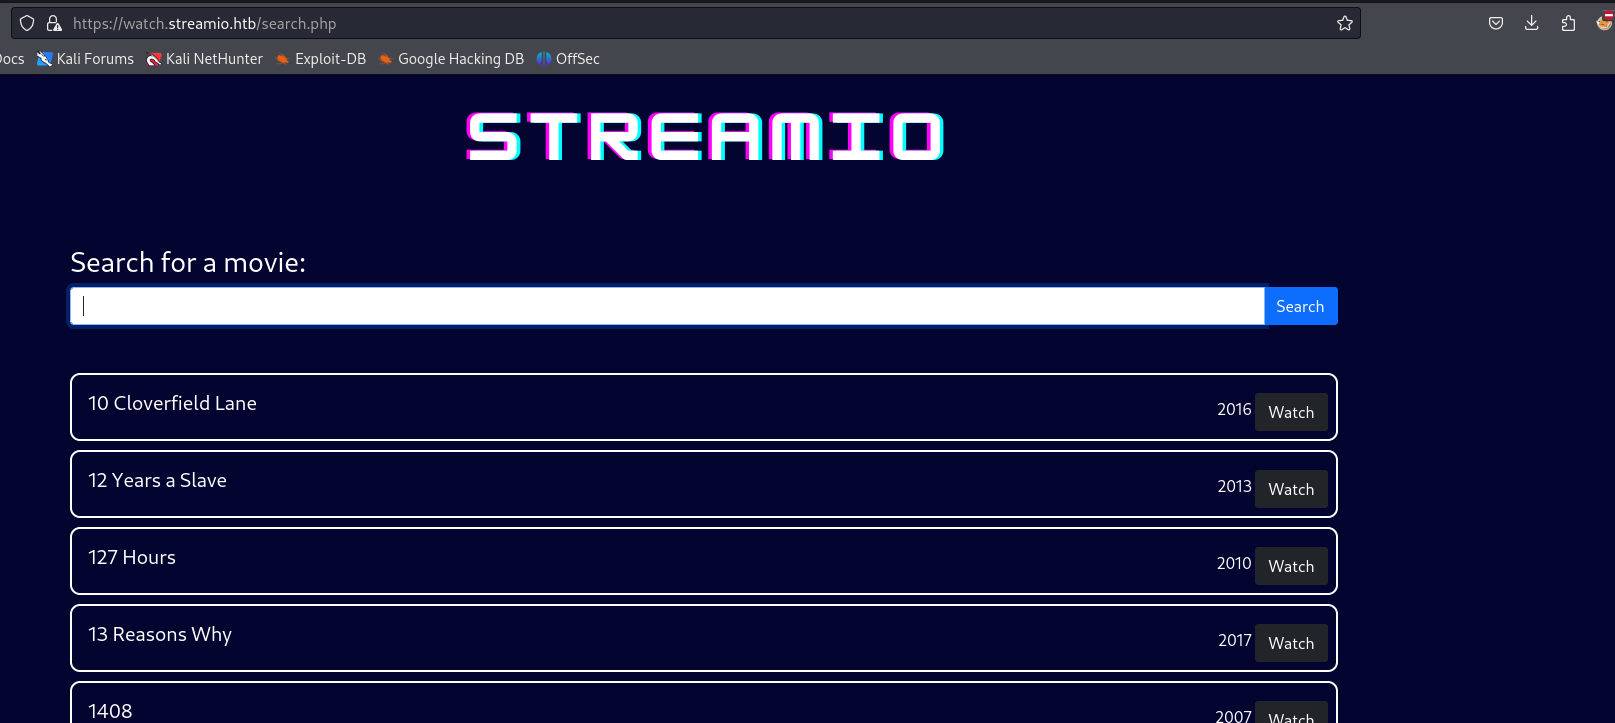 https://watch.streamio.htb/search.php
Docs Kali Forums Kali NetHunter Exploit-DB Google Hacking DB OffSec
STREAMIO
Search for a movie:
Search
10 Cloverfield Lane 2016 Watch
12 Years a Slave 2013 Watch
127 Hours 2010 Watch
13 Reasons Why 2017 Watch
1408 2007 Watch